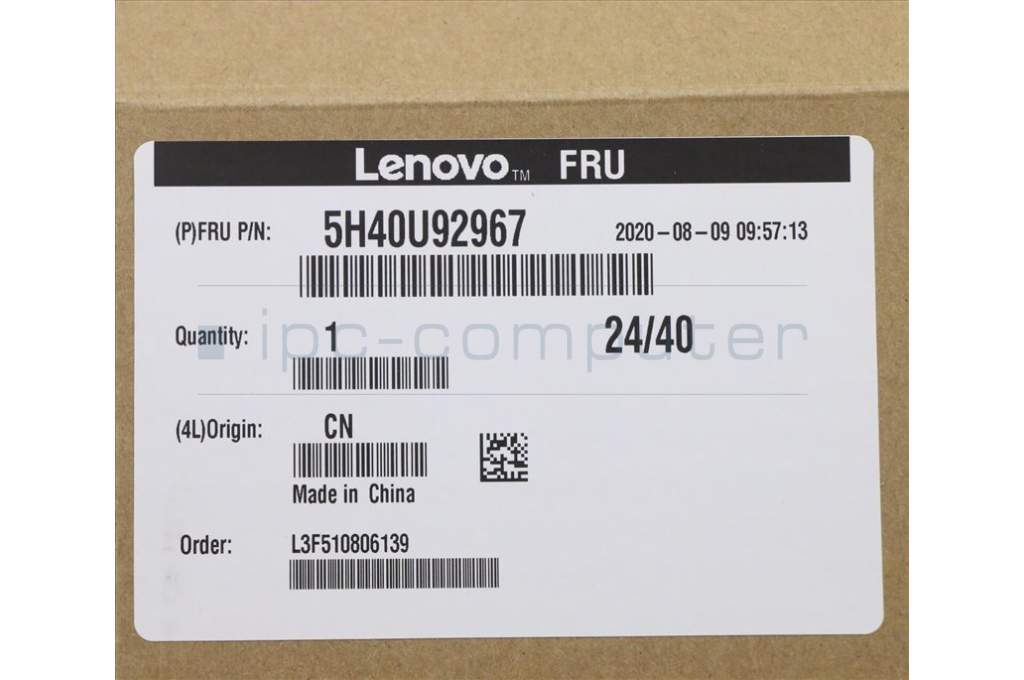 Lenovo™ FRU
(P)FRU P/N: 5H40U92967 2020-08-09 09:57:13
Quantity: 1 24/40
ipc-computer
(4L)Origin: CN
Made in China
Order: L3F510806139